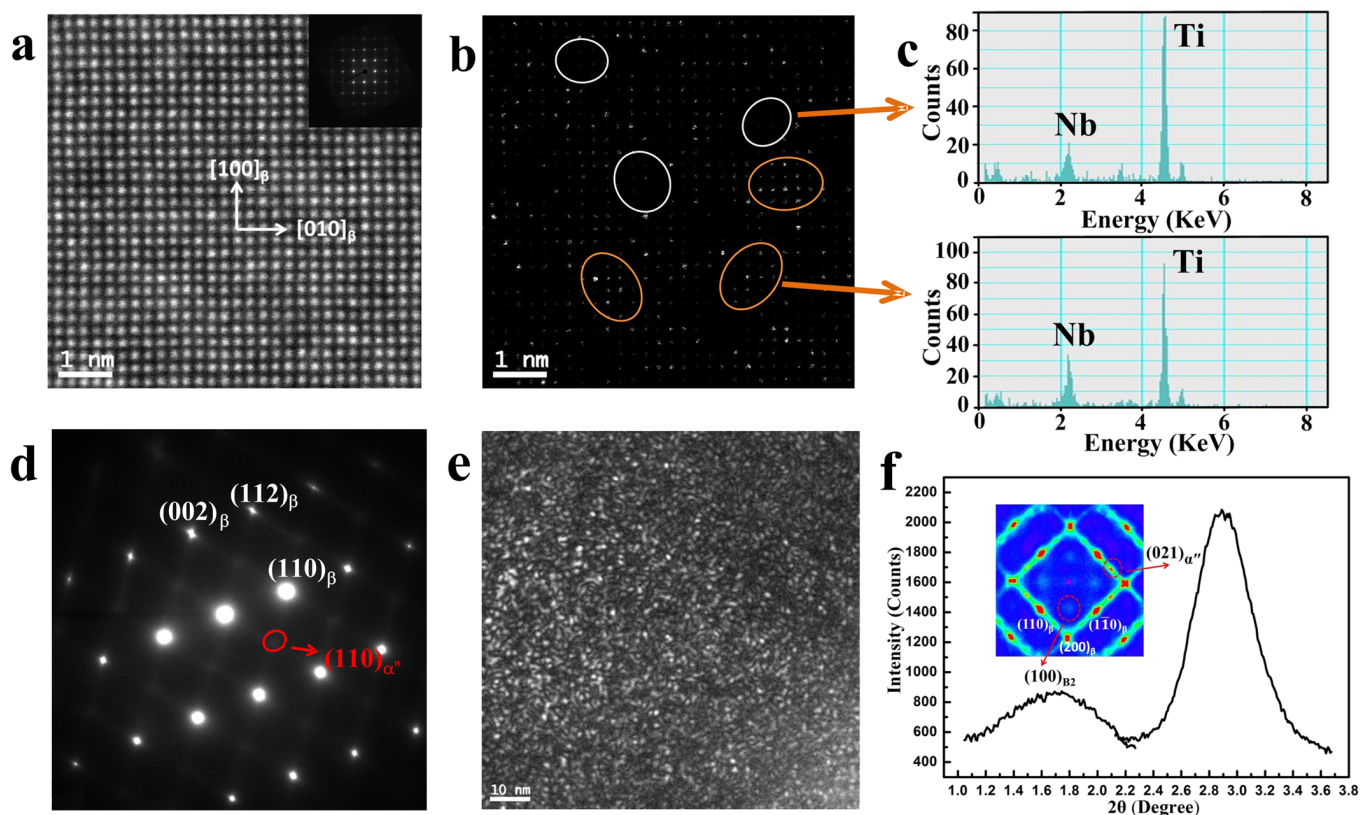 a
[100]β
[010]β
1 nm
b
1 nm
c
Counts
80
60
40
20
0
Nb
Ti
0
2
4
6
8
Energy (KeV)
Counts
100
80
60
40
20
0
Nb
Ti
0
2
4
6
8
Energy (KeV)
d
(002)β
(112)β
(110)β
(110)α"
e
10 nm
f
Intensity (Counts)
2200
2000
1800
1600
1400
1200
1000
800
600
400
(021)α''
(110)β
(1-10)β
(200)β
(100)B2
1.0 1.2 1.4 1.6 1.8 2.0 2.2 2.4 2.6 2.8 3.0 3.2 3.4 3.6 3.8
2θ (Degree)